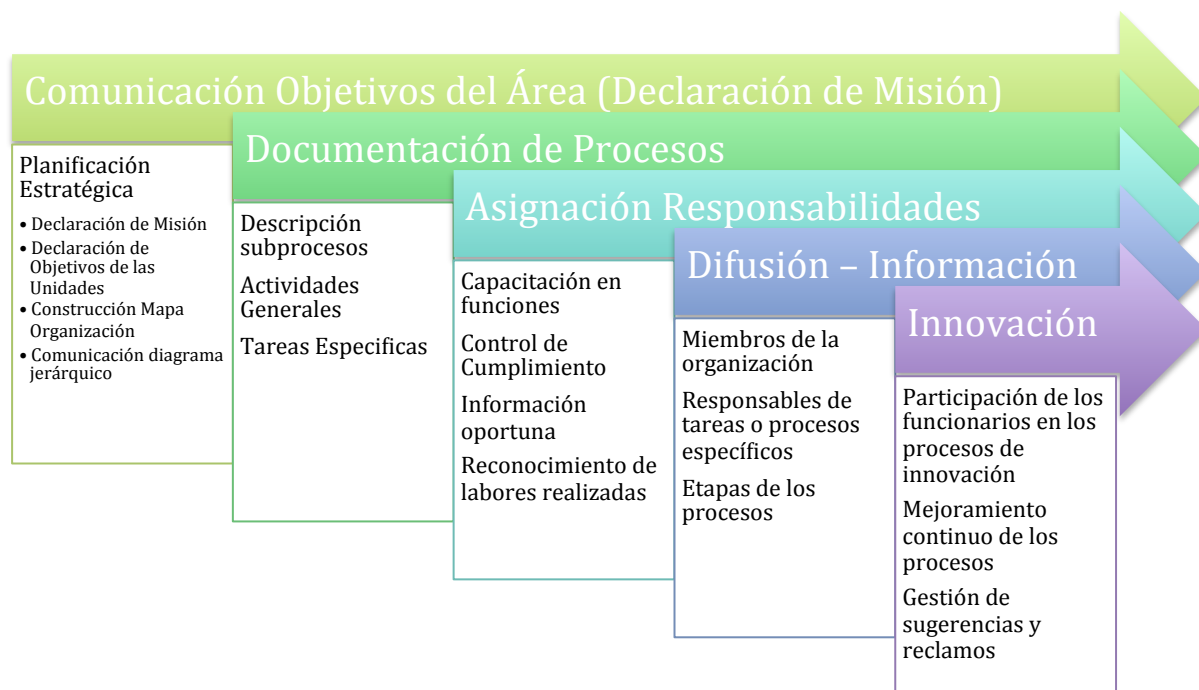 Comunicación Objetivos del Área (Declaración de Misión)
Planificación
Estratégica
• Declaración de Misión
• Declaración de
Objetivos de las
Unidades
• Construcción Mapa
Organización
• Comunicación diagrama
jerárquico
Documentación de Procesos
Descripción
subprocesos
Actividades
Generales
Tareas Especificas
Asignación Responsabilidades
Capacitación en
funciones
Control de
Cumplimiento
Información
oportuna
Reconocimiento de
labores realizadas
Difusión – Información
Miembros de la
organización
Responsables de
tareas o procesos
específicos
Etapas de los
procesos
Innovación
Participación de los
funcionarios en los
procesos de
innovación
Mejoramiento
continuo de los
procesos
Gestión de
sugerencias y
reclamos